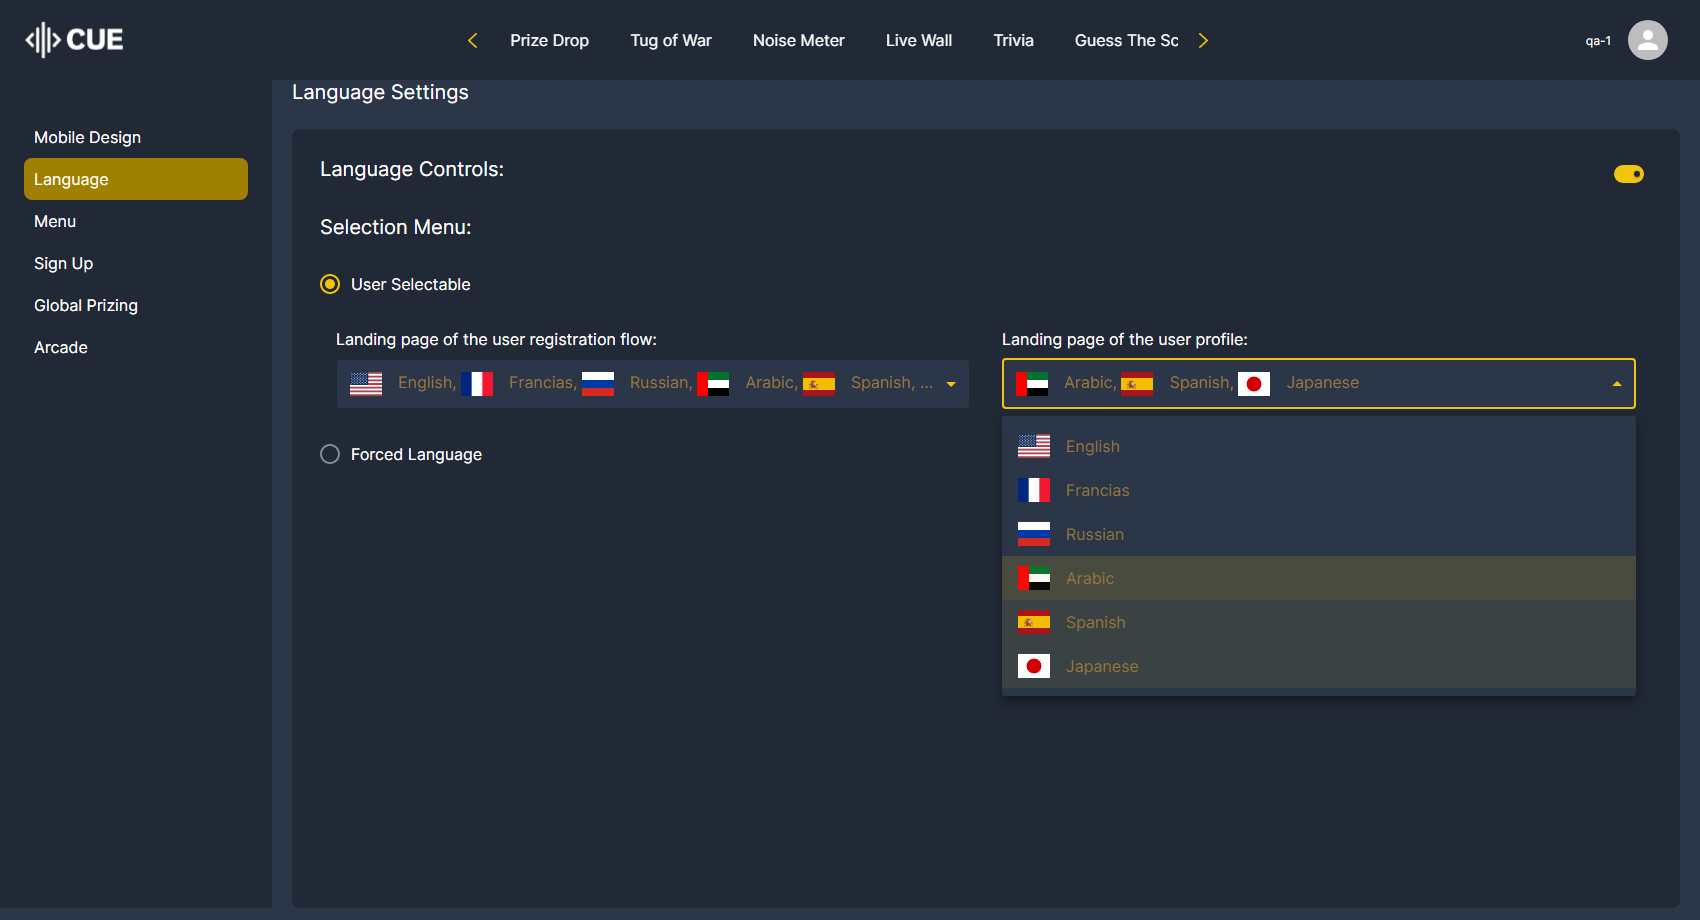 CUE
Prize Drop Tug of War Noise Meter Live Wall Trivia Guess The Sc
qa-1
Mobile Design
Language
Menu
Sign Up
Global Prizing
Arcade
Language Settings
Language Controls:
Selection Menu:
User Selectable
Landing page of the user registration flow:
English, Francias, Russian, Arabic, Spanish, ...
Forced Language
Landing page of the user profile:
Arabic, Spanish, Japanese
English
Francias
Russian
Arabic
Spanish
Japanese